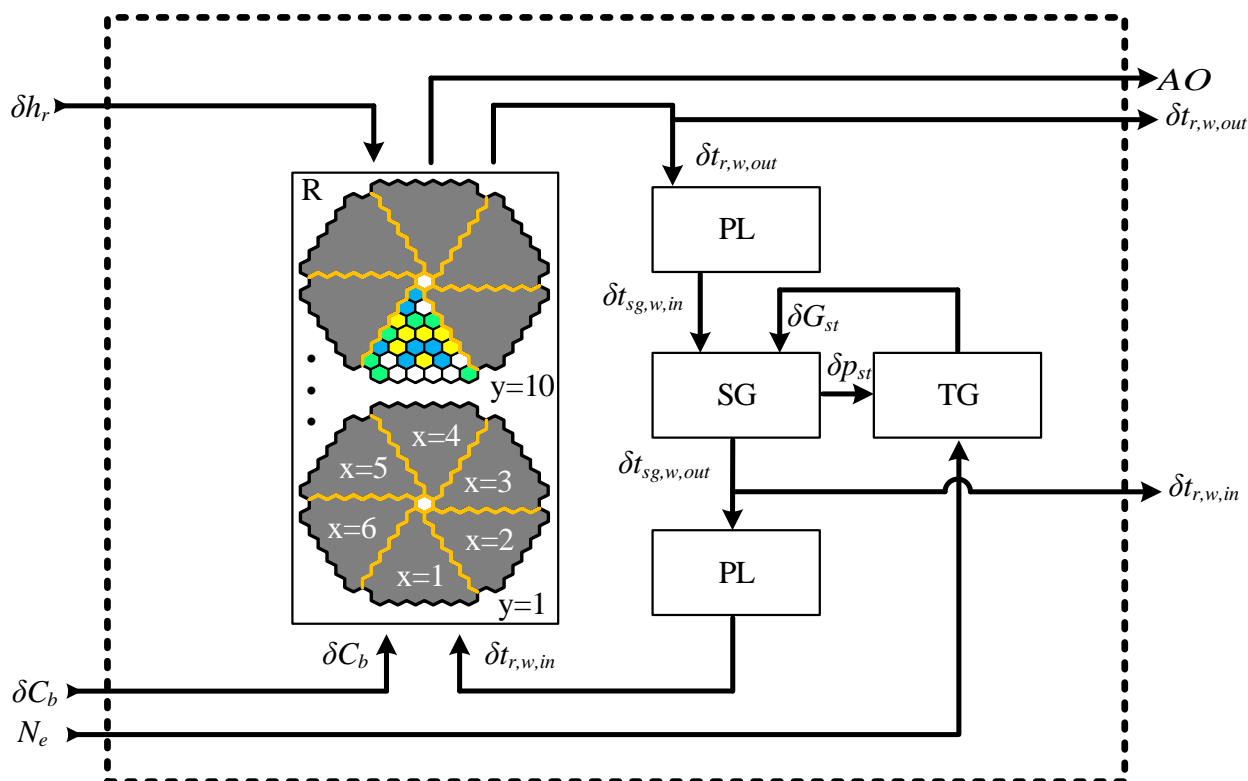 AO
δh_r
δt_{r,w,out}
δt_{r,w,out}
R
PL
δt_{sg,w,in}
δG_{st}
δp_{st}
SG
TG
y=10
x=4
x=5
x=3
δt_{sg,w,out}
δt_{r,w,in}
x=6
x=2
x=1
PL
y=1
δC_b
δt_{r,w,in}
δC_b
N_e